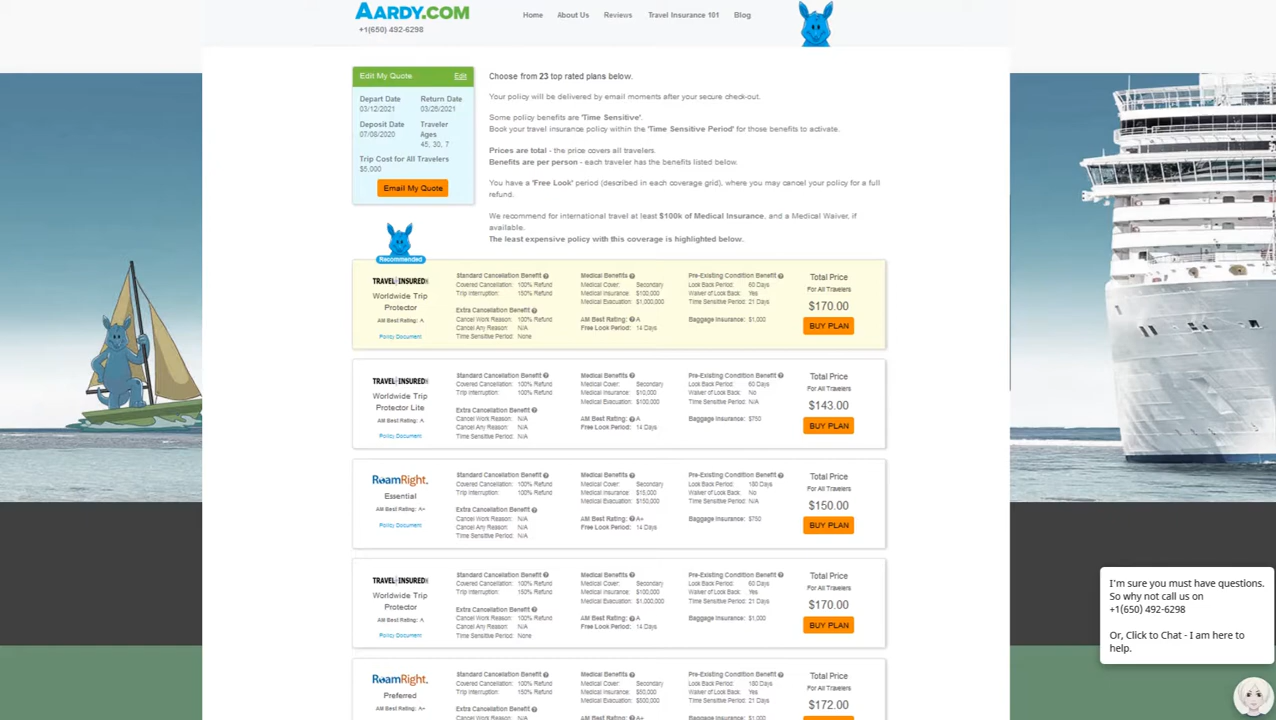 AARDY.COM
+1(650) 492-6298
Home About Us Reviews Travel Insurance 101 Blog
Edit My Quote Edit
Depart Date Return Date
03/12/2021 03/26/2021
Deposit Date Traveler Ages
07/08/2020 45, 30, 7
Trip Cost for All Travelers
$5,000
Email My Quote
Choose from 23 top rated plans below.
Your policy will be delivered by email moments after your secure check-out.
Some policy benefits are 'Time Sensitive'.
Book your travel insurance policy within the 'Time Sensitive Period' for those benefits to activate.
Prices are total - the price covers all travelers.
Benefits are per person - each traveler has the benefits listed below.
You have a 'Free Look' period (described in each coverage grid), where you may cancel your policy for a full
refund.
We recommend for international travel at least $100k of Medical Insurance, and a Medical Waiver, if
available.
The least expensive policy with this coverage is highlighted below.
Recommended
TRAVEL INSURED
Worldwide Trip
Protector
AM Best Rating: A
Policy Document
Standard Cancellation Benefit
Covered Cancellation: 100% Refund
Trip Interruption: 150% Refund
Extra Cancellation Benefit
Cancel Work Reason: 100% Refund
Cancel Any Reason: N/A
Time Sensitive Period: None
Medical Benefits
Medical Cover: Secondary
Medical Insurance: $100,000
Medical Evacuation: $1,000,000
AM Best Rating: A
Free Look Period: 14 Days
Pre-Existing Condition Benefit
Look Back Period: 60 Days
Waiver of Look Back: Yes
Time Sensitive Period: 21 Days
Baggage Insurance: $1,000
Total Price
For All Travelers
$170.00
BUY PLAN
TRAVEL INSURED
Worldwide Trip
Protector Lite
AM Best Rating: A
Policy Document
Standard Cancellation Benefit
Covered Cancellation: 100% Refund
Trip Interruption: 100% Refund
Extra Cancellation Benefit
Cancel Work Reason: N/A
Cancel Any Reason: N/A
Time Sensitive Period: N/A
Medical Benefits
Medical Cover: Secondary
Medical Insurance: $10,000
Medical Evacuation: $100,000
AM Best Rating: A
Free Look Period: 14 Days
Pre-Existing Condition Benefit
Look Back Period: 60 Days
Waiver of Look Back: No
Time Sensitive Period: N/A
Baggage Insurance: $750
Total Price
For All Travelers
$143.00
BUY PLAN
RoamRight.
Essential
AM Best Rating: A+
Policy Document
Standard Cancellation Benefit
Covered Cancellation: 100% Refund
Trip Interruption: 100% Refund
Extra Cancellation Benefit
Cancel Work Reason: N/A
Cancel Any Reason: N/A
Time Sensitive Period: N/A
Medical Benefits
Medical Cover: Secondary
Medical Insurance: $15,000
Medical Evacuation: $150,000
AM Best Rating: A+
Free Look Period: 14 Days
Pre-Existing Condition Benefit
Look Back Period: 180 Days
Waiver of Look Back: No
Time Sensitive Period: N/A
Baggage Insurance: $750
Total Price
For All Travelers
$150.00
BUY PLAN
TRAVEL INSURED
Worldwide Trip
Protector
AM Best Rating: A
Policy Document
Standard Cancellation Benefit
Covered Cancellation: 100% Refund
Trip Interruption: 150% Refund
Extra Cancellation Benefit
Cancel Work Reason: 100% Refund
Cancel Any Reason: N/A
Time Sensitive Period: None
Medical Benefits
Medical Cover: Secondary
Medical Insurance: $100,000
Medical Evacuation: $1,000,000
AM Best Rating: A
Free Look Period: 14 Days
Pre-Existing Condition Benefit
Look Back Period: 60 Days
Waiver of Look Back: Yes
Time Sensitive Period: 21 Days
Baggage Insurance: $1,000
Total Price
For All Travelers
$170.00
BUY PLAN
RoamRight.
Preferred
AM Best Rating: A+
Standard Cancellation Benefit
Covered Cancellation: 100% Refund
Trip Interruption: 150% Refund
Extra Cancellation Benefit
Cancel Work Reason: N/A
Medical Benefits
Medical Cover: Secondary
Medical Insurance: $50,000
Medical Evacuation: $500,000
AM Best Rating: A+
Pre-Existing Condition Benefit
Look Back Period: 180 Days
Waiver of Look Back: Yes
Time Sensitive Period: 21 Days
Baggage Insurance: $1,000
Total Price
For All Travelers
$172.00
I'm sure you must have questions.
So why not call us on
+1(650) 492-6298
Or, Click to Chat - I am here to
help.